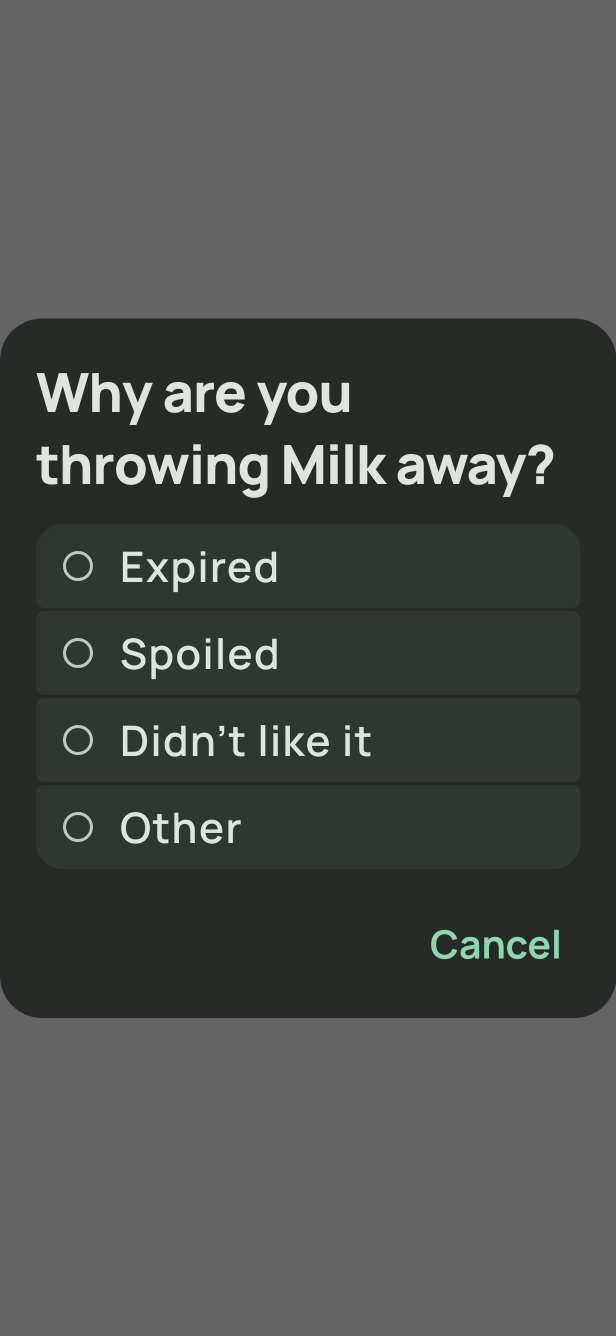 Why are you
throwing Milk away?
Expired
Spoiled
Didn’t like it
Other
Cancel